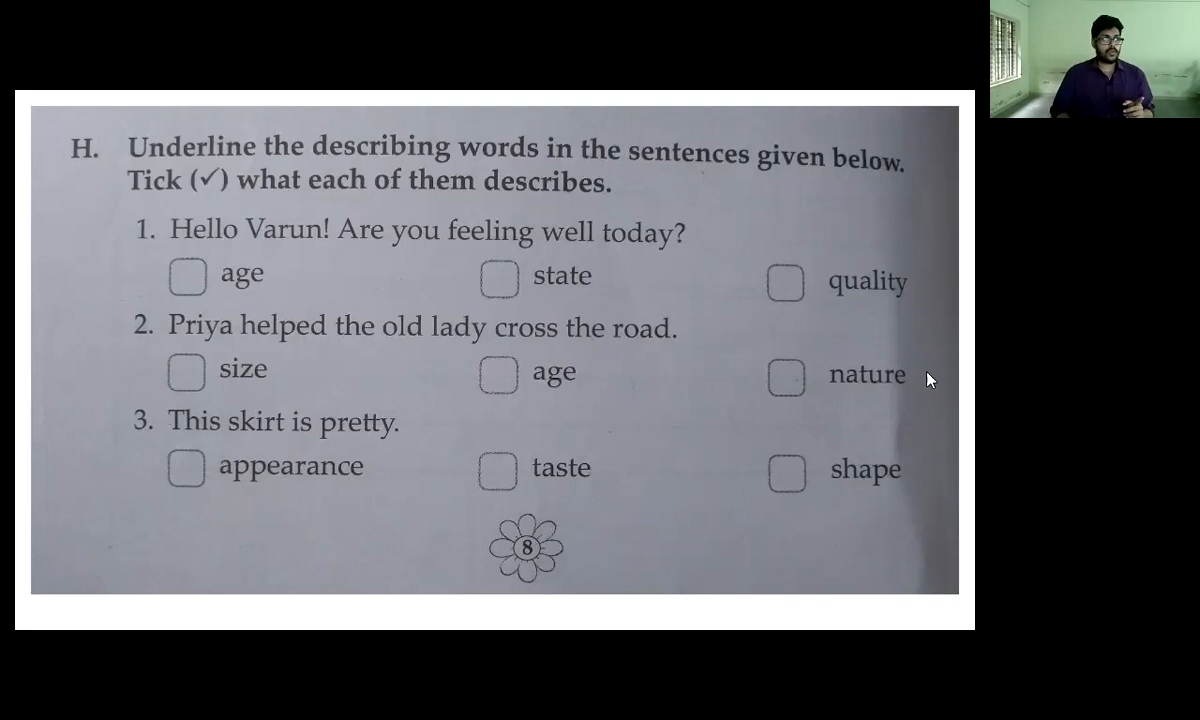 H. Underline the describing words in the sentences given below.
Tick (✓) what each of them describes.
1. Hello Varun! Are you feeling well today?
age state quality
2. Priya helped the old lady cross the road.
size age nature
3. This skirt is pretty.
appearance taste shape
8